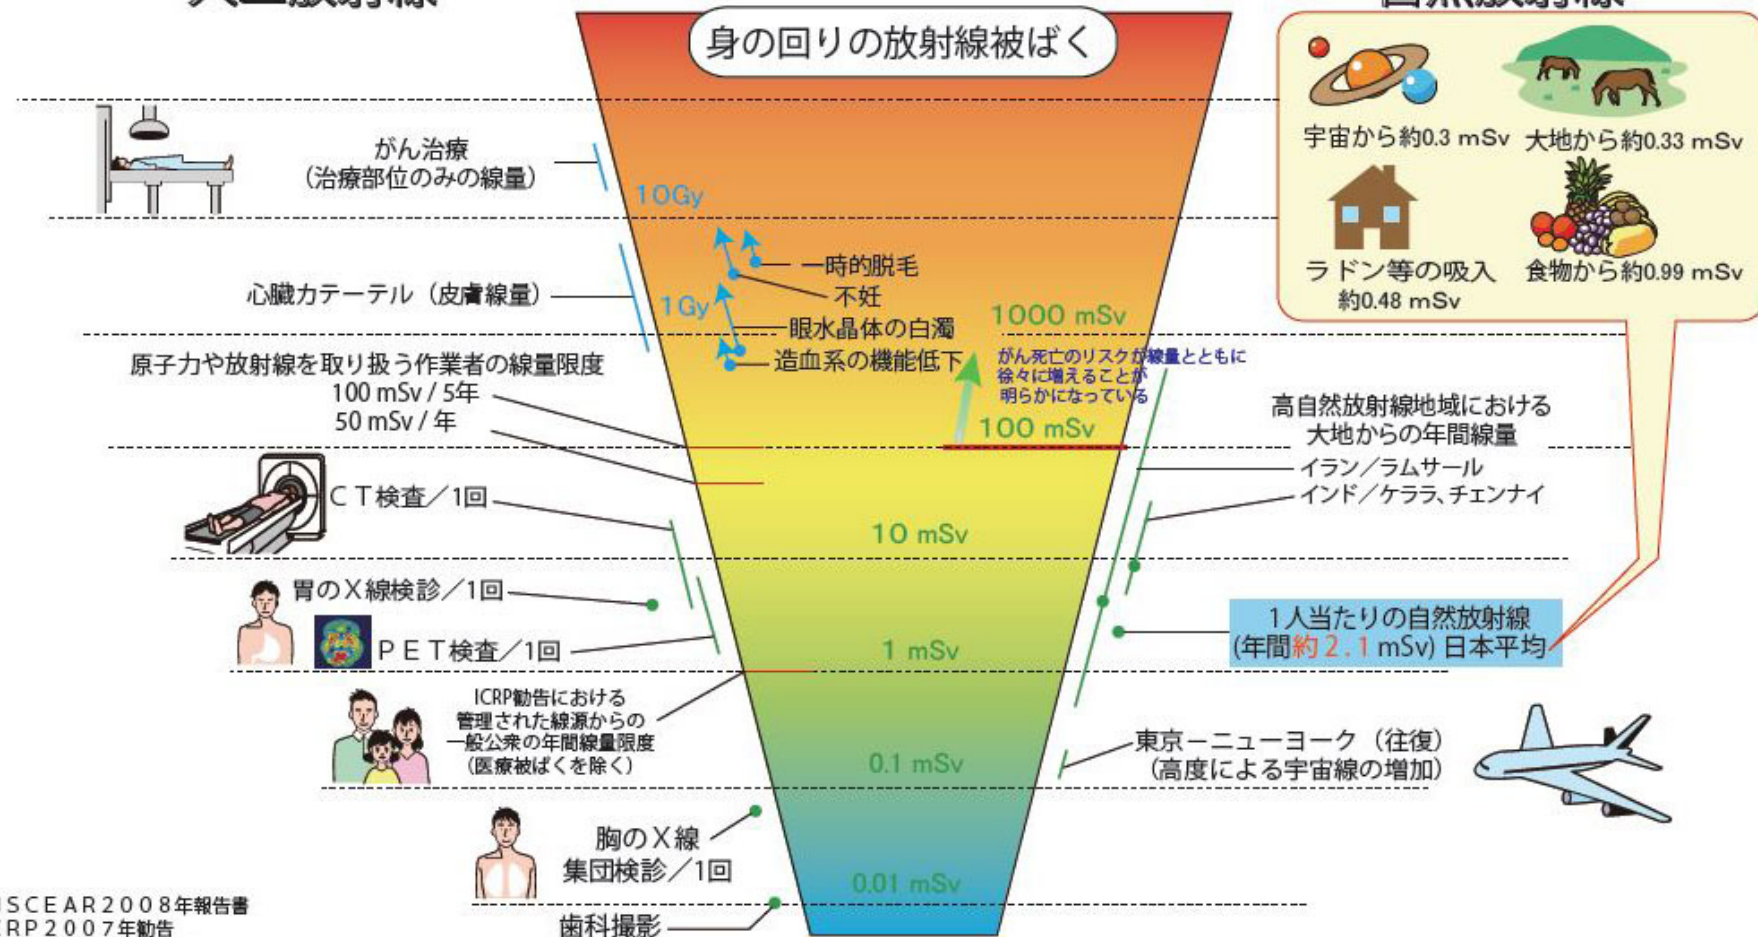 身の回りの放射線被ばく
宇宙から約0.3 mSv
大地から約0.33 mSv
ラドン等の吸入
約0.48 mSv
食物から約0.99 mSv
がん治療
(治療部位のみの線量)
10Gy
一時的脱毛
不妊
心臓カテーテル(皮膚線量)
1Gy
眼水晶体の白濁
造血系の機能低下
1000 mSv
がん死亡のリスクが線量とともに
徐々に増えることが
明らかになっている
100 mSv
原子力や放射線を取り扱う作業者の線量限度
100 mSv / 5年
50 mSv / 年
高自然放射線地域における
大地からの年間線量
イラン/ラムサール
インド/ケララ、チェンナイ
CT検査/1回
10 mSv
胃のX線検診/1回
PET検査/1回
1 mSv
1人当たりの自然放射線
(年間約2.1 mSv) 日本平均
ICRP勧告における
管理された線源からの
一般公衆の年間線量限度
(医療被ばくを除く)
0.1 mSv
東京-ニューヨーク(往復)
(高度による宇宙線の増加)
胸のX線
集団検診/1回
0.01 mSv
歯科撮影
SCEAR2008年報告書
RP2007年勧告